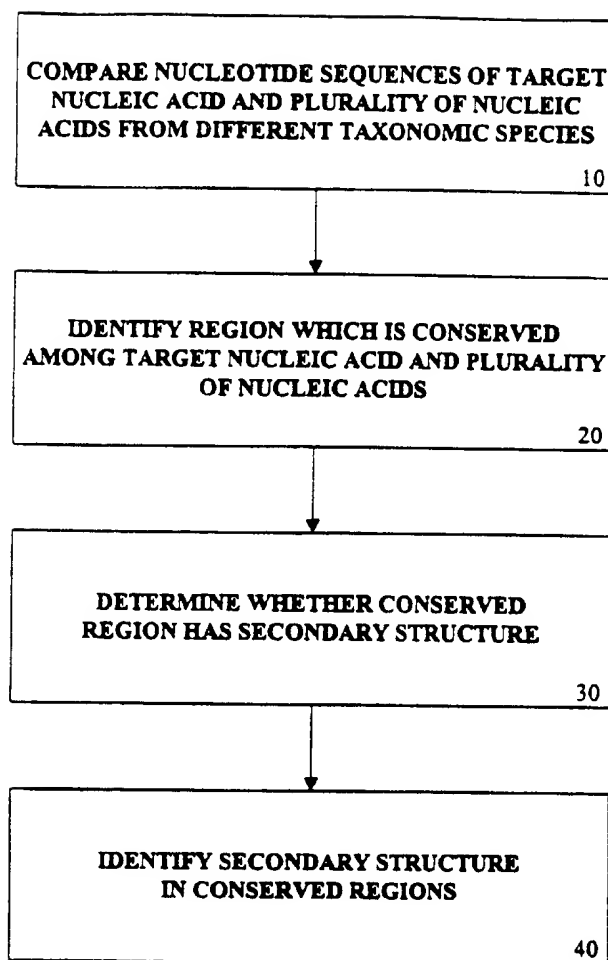 COMPARE NUCLEOTIDE SEQUENCES OF TARGET
NUCLEIC ACID AND PLURALITY OF NUCLEIC
ACIDS FROM DIFFERENT TAXONOMIC SPECIES
10
IDENTIFY REGION WHICH IS CONSERVED
AMONG TARGET NUCLEIC ACID AND PLURALITY
OF NUCLEIC ACIDS
20
DETERMINE WHETHER CONSERVED
REGION HAS SECONDARY STRUCTURE
30
IDENTIFY SECONDARY STRUCTURE
IN CONSERVED REGIONS
40